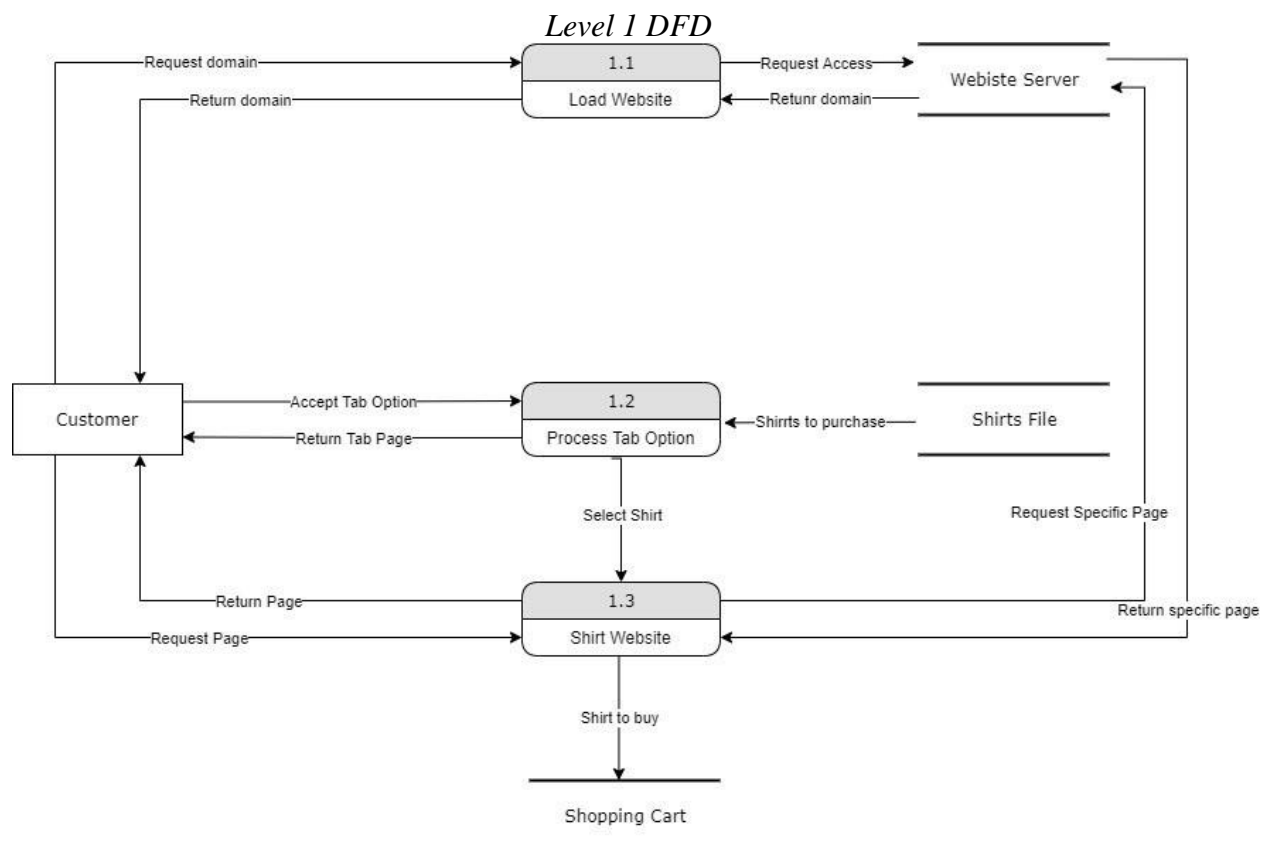 Level 1 DFD
Request domain
1.1
Request Access
Webiste Server
Return domain
Load Website
Retunr domain
Customer
Accept Tab Option
1.2
Shirrts to purchase
Shirts File
Return Tab Page
Process Tab Option
Select Shirt
Request Specific Page
Return Page
1.3
Return specific page
Request Page
Shirt Website
Shirt to buy
Shopping Cart